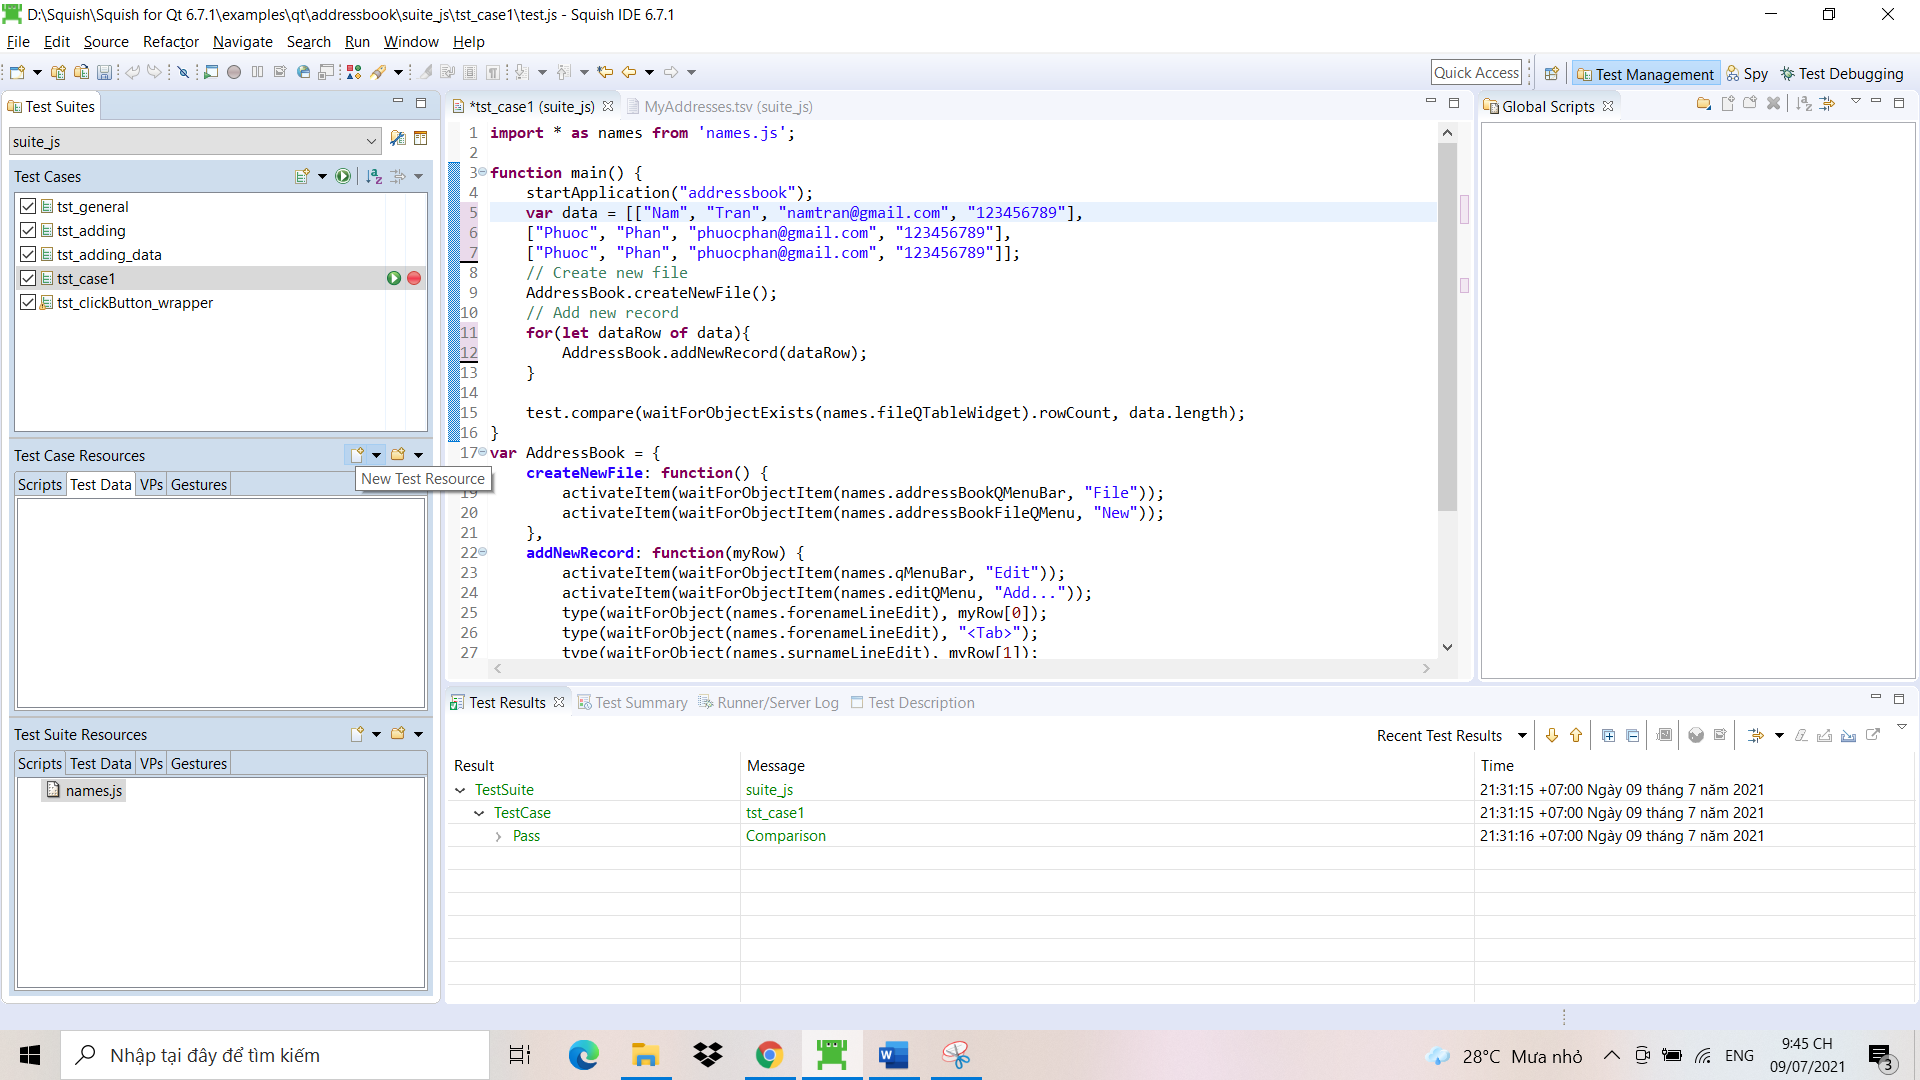 D:\Squish\Squish for Qt 6.7.1\examples\qt\addressbook\suite_js\tst_case1\test.js - Squish IDE 6.7.1
File Edit Source Refactor Navigate Search Run Window Help
Quick Access
Test Management
Spy
Test Debugging
Test Suites
suite_js
Test Cases
tst_general
tst_adding
tst_adding_data
tst_case1
tst_clickButton_wrapper
Test Case Resources
New Test Resource
Scripts Test Data VPs Gestures
Test Suite Resources
Scripts Test Data VPs Gestures
names.js
*tst_case1 (suite_js)
MyAddresses.tsv (suite_js)
1 import * as names from 'names.js';
2
3 function main() {
4 startApplication("addressbook");
5 var data = [["Nam", "Tran", "namtran@gmail.com", "123456789"],
6 ["Phuoc", "Phan", "phuocphan@gmail.com", "123456789"],
7 ["Phuoc", "Phan", "phuocphan@gmail.com", "123456789"]];
8 // Create new file
9 AddressBook.createNewFile();
10 // Add new record
11 for(let dataRow of data){
12 AddressBook.addNewRecord(dataRow);
13 }
14
15 test.compare(waitForObjectExists(names.fileQTableWidget).rowCount, data.length);
16 }
17 var AddressBook = {
createNewFile: function() {
19 activateItem(waitForObjectItem(names.addressBookQMenuBar, "File"));
20 activateItem(waitForObjectItem(names.addressBookFileQMenu, "New"));
21 },
22 addNewRecord: function(myRow) {
23 activateItem(waitForObjectItem(names.qMenuBar, "Edit"));
24 activateItem(waitForObjectItem(names.editQMenu, "Add..."));
25 type(waitForObject(names.forenameLineEdit), myRow[0]);
26 type(waitForObject(names.forenameLineEdit), "<Tab>");
27 type(waitForObject(names.surnameLineEdit), myRow[1]);
Global Scripts
Test Results Test Summary Runner/Server Log Test Description
Recent Test Results
Result Message Time
TestSuite suite_js 21:31:15 +07:00 Ngày 09 tháng 7 năm 2021
TestCase tst_case1 21:31:15 +07:00 Ngày 09 tháng 7 năm 2021
Pass Comparison 21:31:16 +07:00 Ngày 09 tháng 7 năm 2021
Nhập tại đây để tìm kiếm
28°C Mưa nhỏ
ENG
9:45 CH
09/07/2021
3